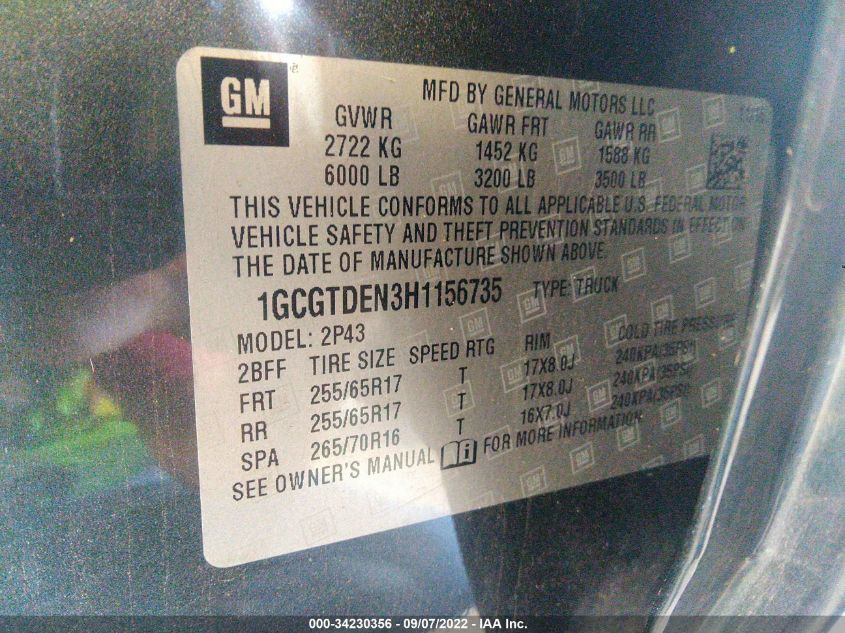 GM
MFD BY GENERAL MOTORS LLC
GVWR GAWR FRT GAWR RR
2722 KG 1452 KG 1588 KG
6000 LB 3200 LB 3500 LB
THIS VEHICLE CONFORMS TO ALL APPLICABLE U.S. FEDERAL MOTOR
VEHICLE SAFETY AND THEFT PREVENTION STANDARDS IN EFFECT ON
THE DATE OF MANUFACTURE SHOWN ABOVE.
1GCGTDEN3H1156735 TYPE: TRUCK
MODEL: 2P43
2BFF TIRE SIZE SPEED RTG RIM COLD TIRE PRESSURE
FRT 255/65R17 T 17X8.0J 240KPA/35PSI
RR 255/65R17 T 17X8.0J 240KPA/35PSI
SPA 265/70R16 T 16X7.0J 240KPA/35PSI
SEE OWNER'S MANUAL FOR MORE INFORMATION
000-34230356 - 09/07/2022 - IAA Inc.